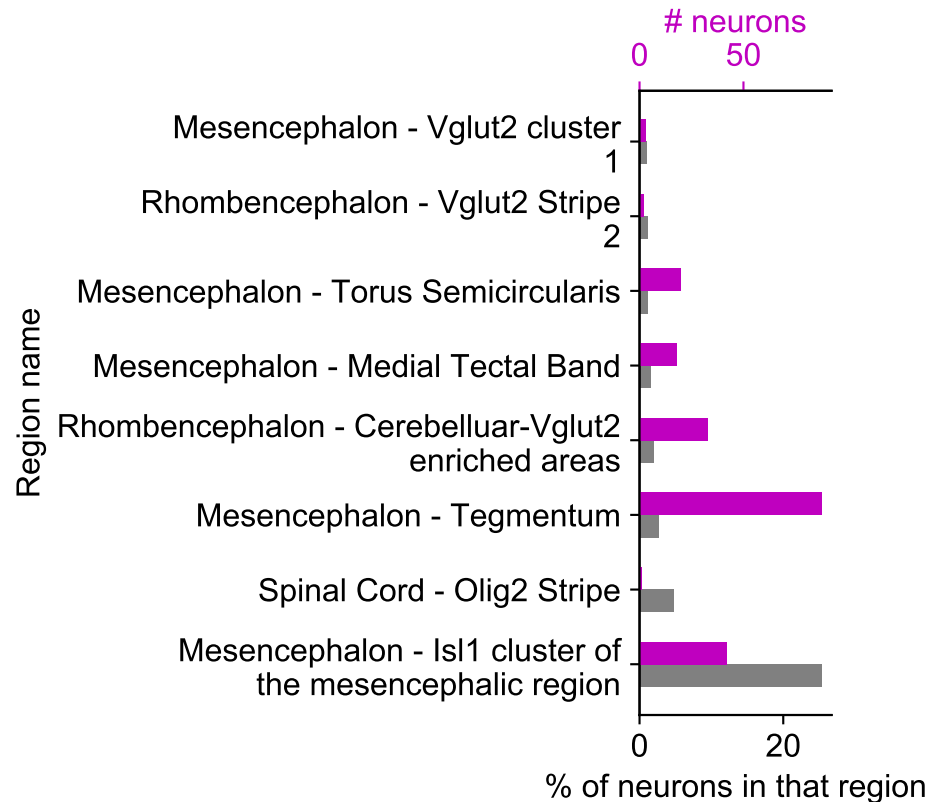 # neurons
0 50
Mesencephalon - Vglut2 cluster
1
Rhombencephalon - Vglut2 Stripe
2
Mesencephalon - Torus Semicircularis
Mesencephalon - Medial Tectal Band
Rhombencephalon - Cerebelluar-Vglut2
enriched areas
Mesencephalon - Tegmentum
Spinal Cord - Olig2 Stripe
Mesencephalon - Isl1 cluster of
the mesencephalic region
Region name
0 20
% of neurons in that region